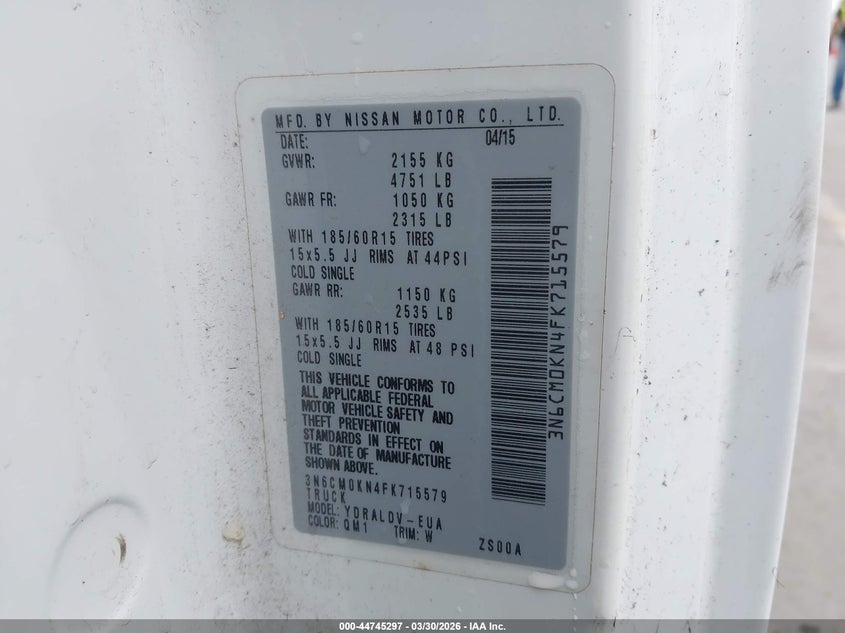 MFD. BY NISSAN MOTOR CO., LTD.
DATE: 04/15
GVWR: 2155 KG
4751 LB
GAWR FR: 1050 KG
2315 LB
WITH 185/60R15 TIRES
15x5.5 JJ RIMS AT 44PSI
COLD SINGLE
GAWR RR: 1150 KG
2535 LB
WITH 185/60R15 TIRES
15x5.5 JJ RIMS AT 48 PSI
COLD SINGLE
THIS VEHICLE CONFORMS TO
ALL APPLICABLE FEDERAL
MOTOR VEHICLE SAFETY AND
THEFT PREVENTION
STANDARDS IN EFFECT ON
THE DATE OF MANUFACTURE
SHOWN ABOVE.
3N6CM0KN4FK715579
TRUCK
MODEL: YDRALDV-EUA
COLOR: QM1 TRIM: W
ZS00A
3N6CM0KN4FK715579
000-44745297 - 03/30/2026 - IAA Inc.